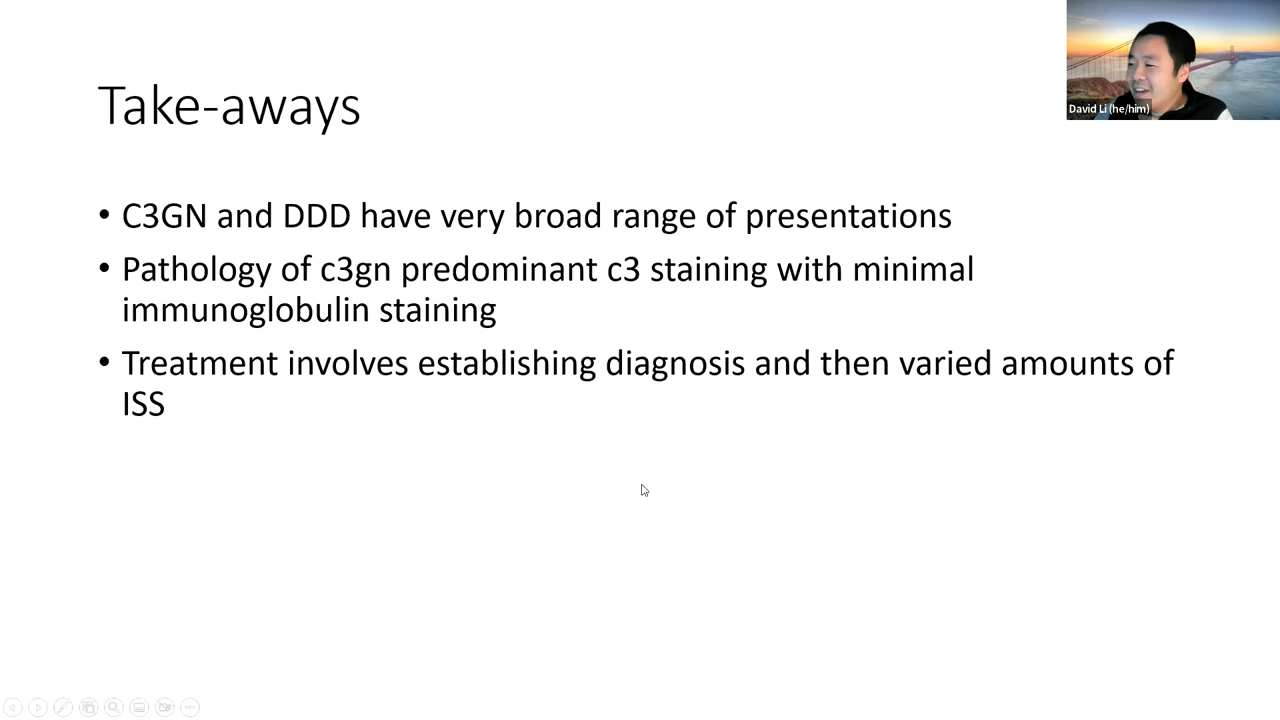 Take-aways
David Li (he/him)
• C3GN and DDD have very broad range of presentations
• Pathology of c3gn predominant c3 staining with minimal
immunoglobulin staining
• Treatment involves establishing diagnosis and then varied amounts of
ISS